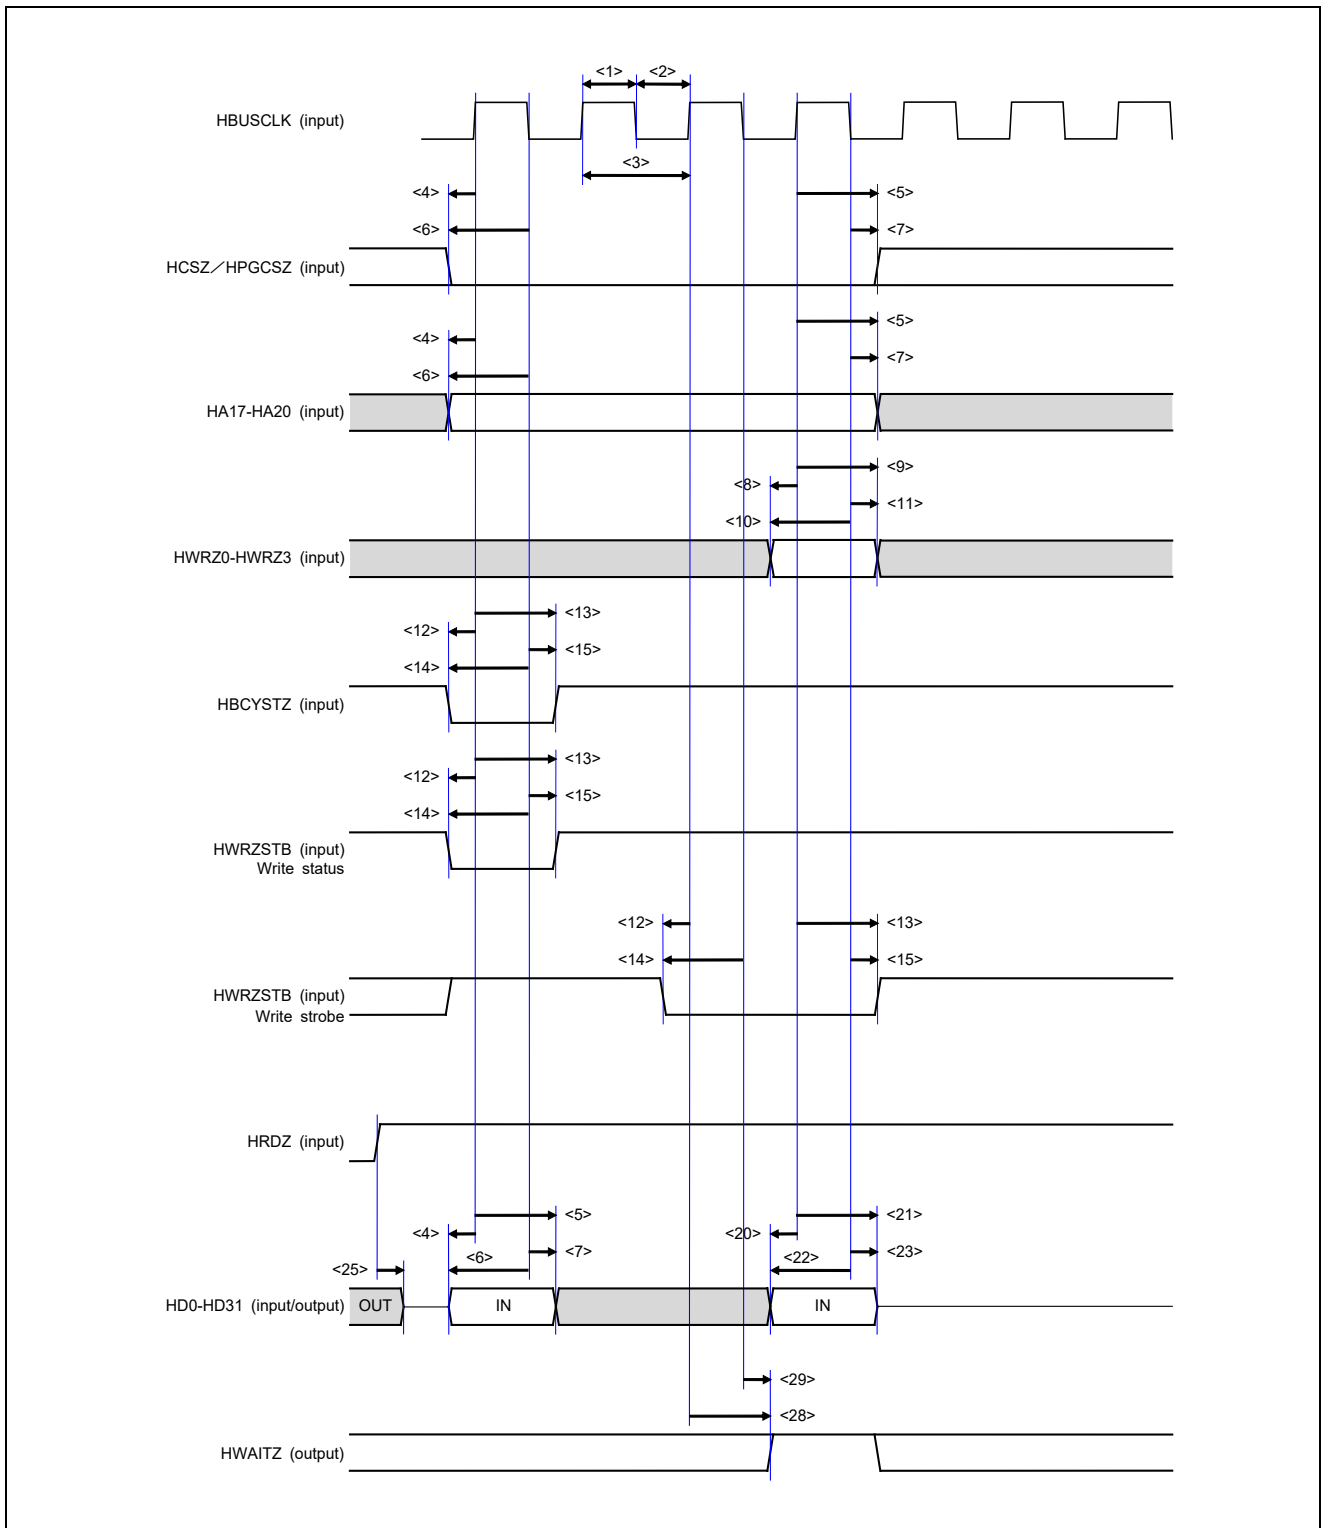 <1> <2>
HBUSCLK (input)
<3>
<4> <5>
<6> <7>
HCSZ／HPGCSZ (input)
<5>
<4>
<7>
<6>
HA17-HA20 (input)
<9>
<8>
<11>
<10>
HWRZ0-HWRZ3 (input)
<13>
<12>
<15>
<14>
HBCYSTZ (input)
<13>
<12>
<15>
<14>
HWRZSTB (input)
Write status
<12> <13>
<14> <15>
HWRZSTB (input)
Write strobe
HRDZ (input)
<5> <21>
<4> <20>
<6> <7> <22> <23>
<25>
HD0-HD31 (input/output) OUT IN IN
<29>
<28>
HWAITZ (output)